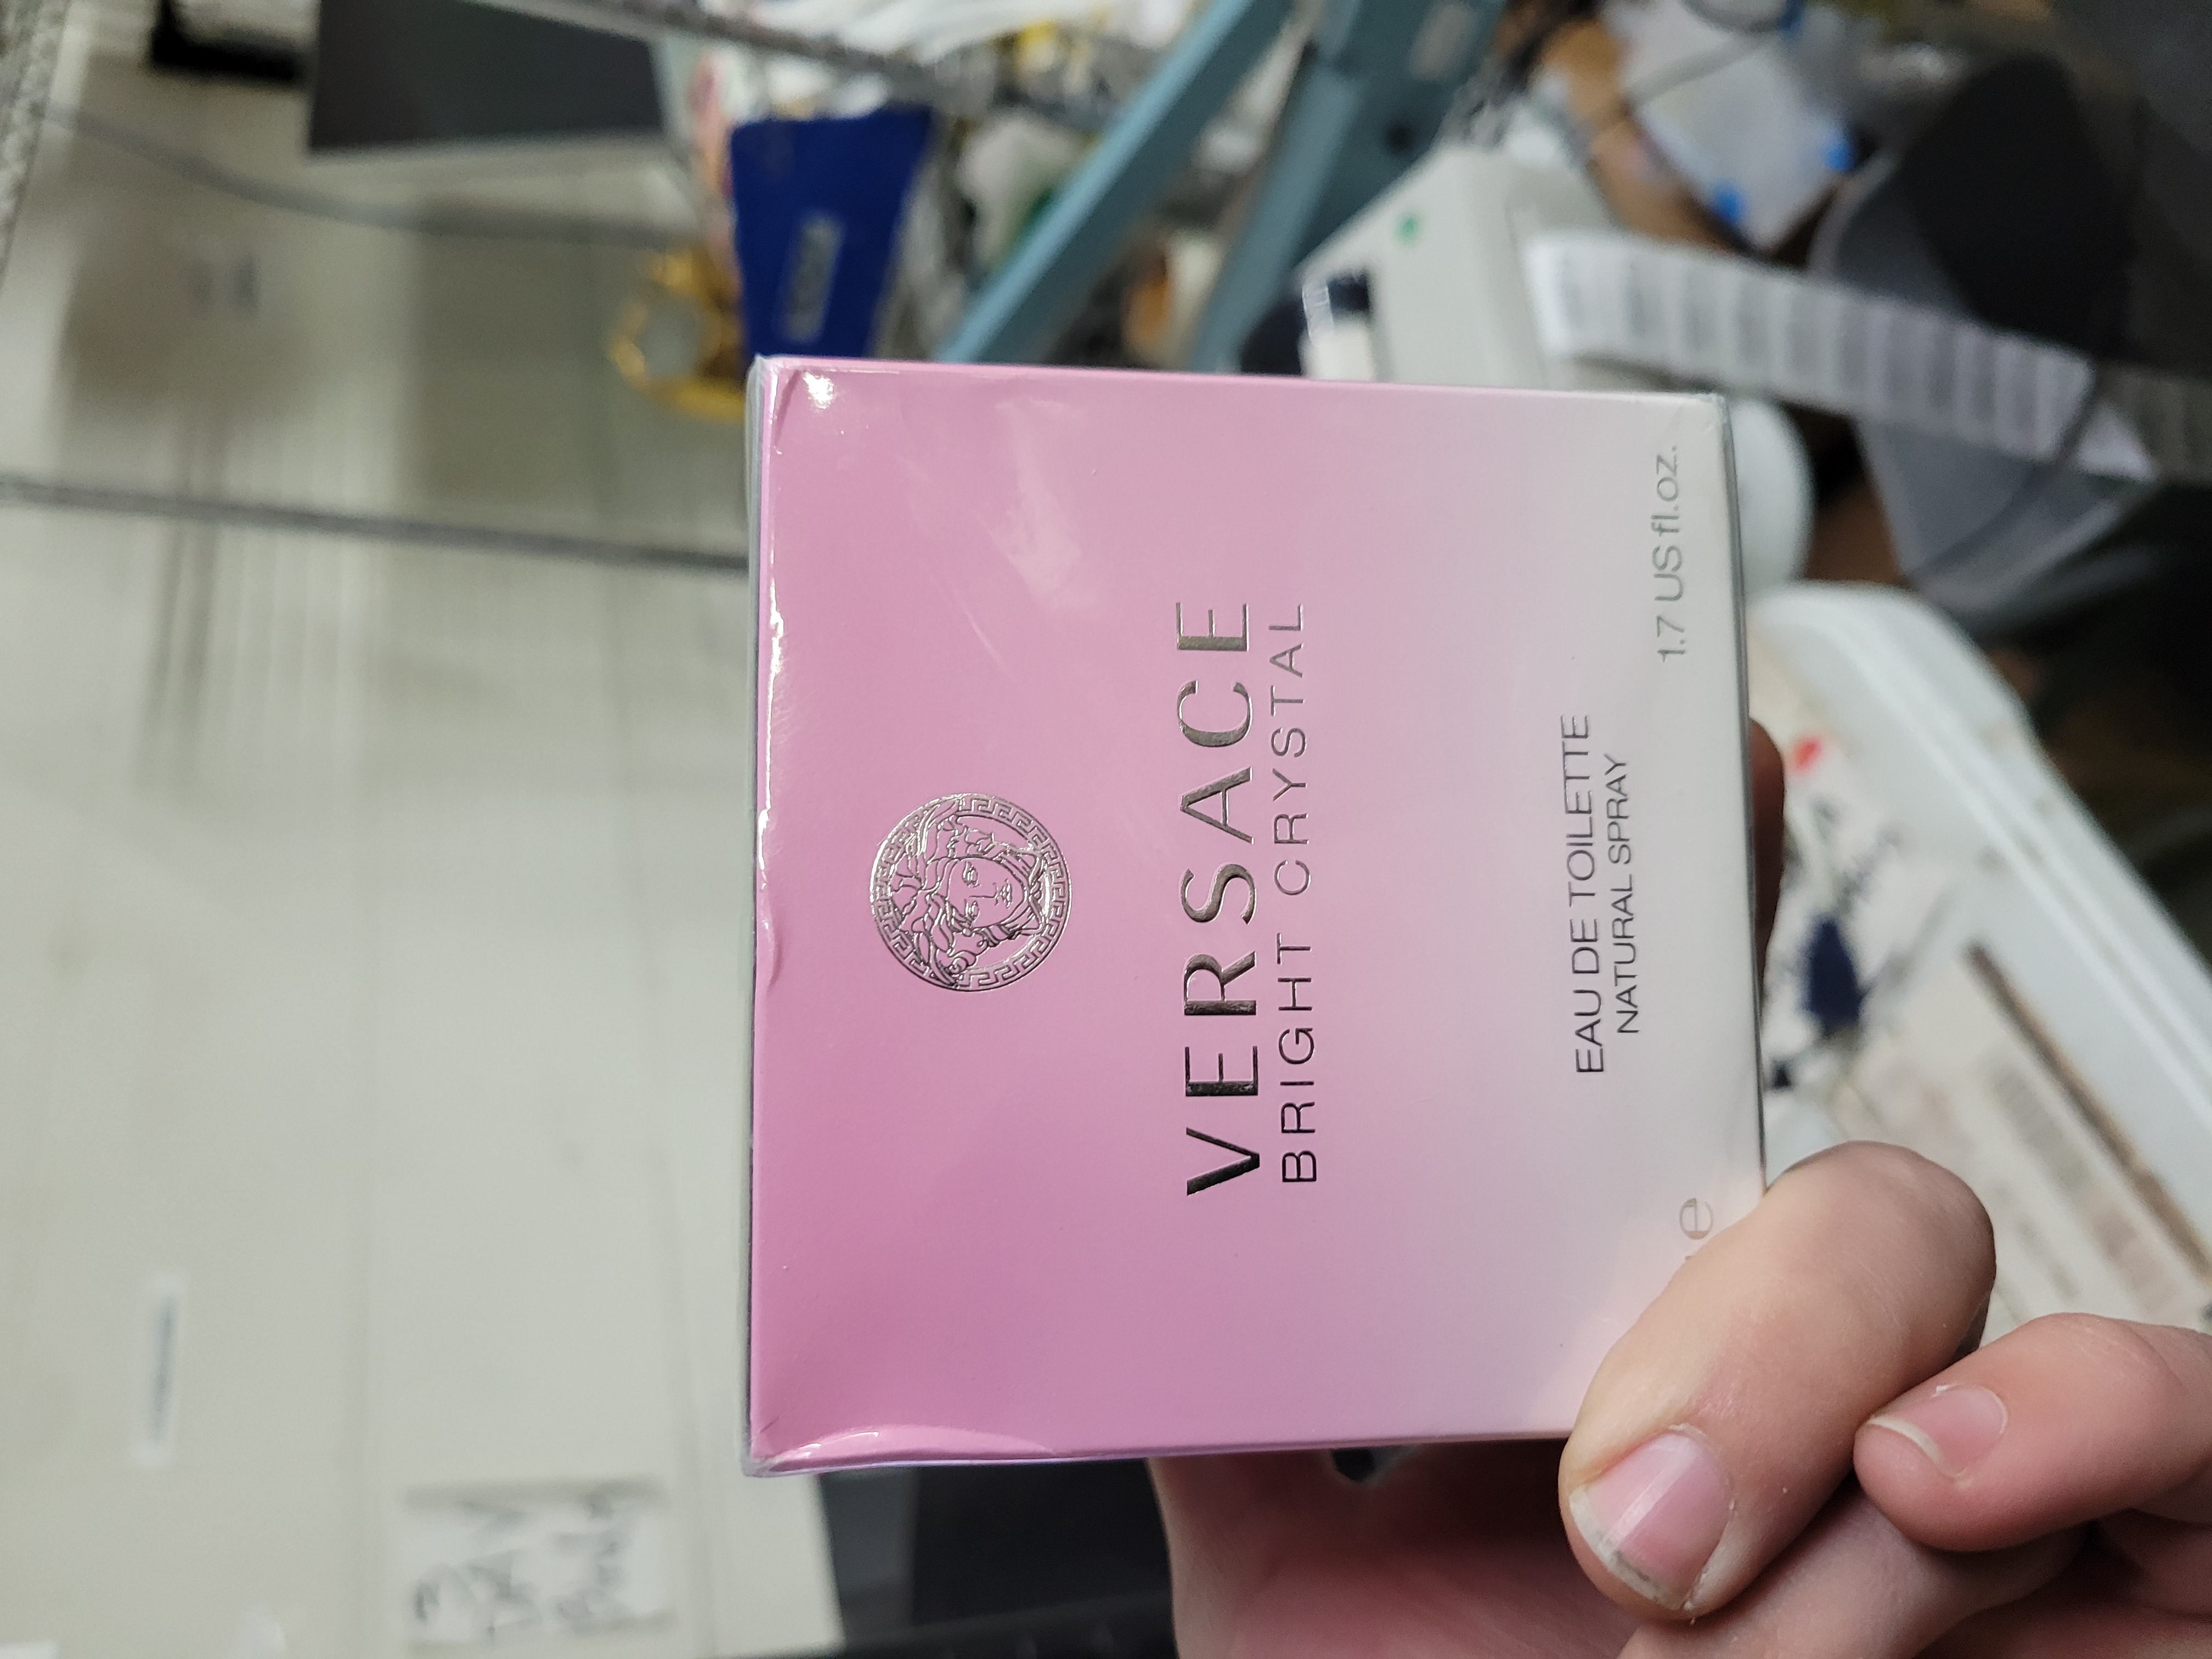 VERSACE
BRIGHT CRYSTAL
EAU DE TOILETTE
NATURAL SPRAY
e
1.7 US fl.oz.